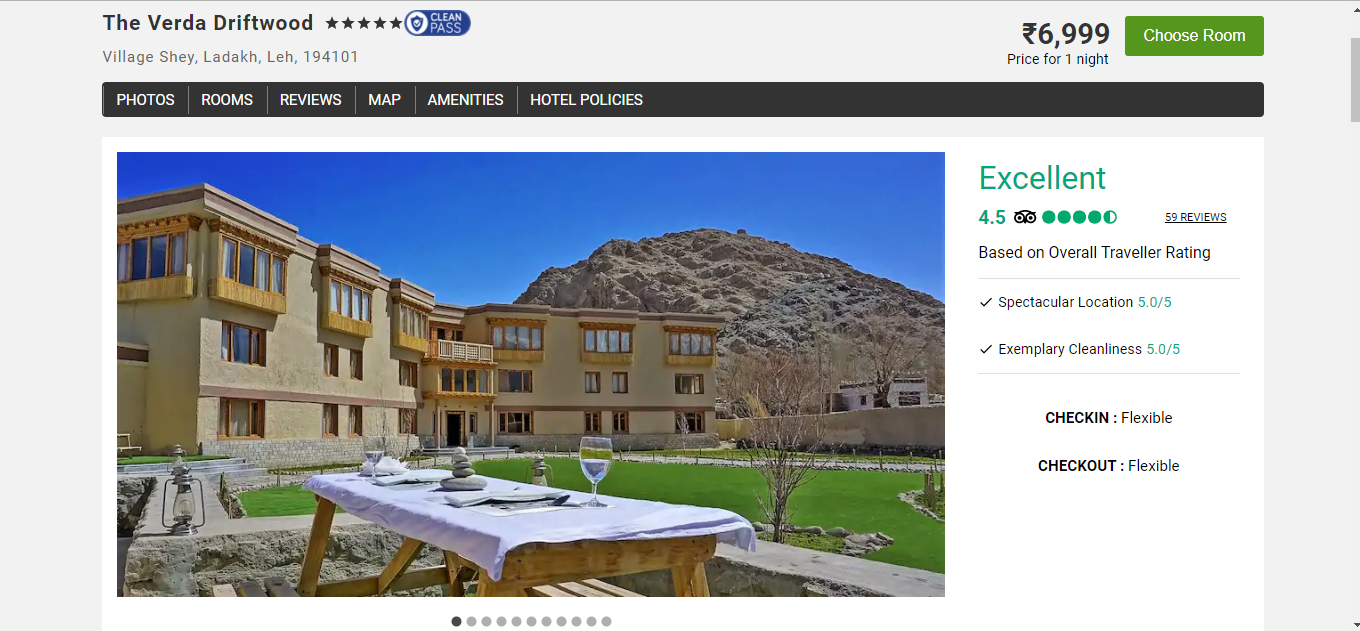 The Verda Driftwood ★★★★★ CLEAN PASS
Village Shey, Ladakh, Leh, 194101
₹6,999
Price for 1 night
Choose Room
PHOTOS ROOMS REVIEWS MAP AMENITIES HOTEL POLICIES
Excellent
4.5 59 REVIEWS
Based on Overall Traveller Rating
✓ Spectacular Location 5.0/5
✓ Exemplary Cleanliness 5.0/5
CHECKIN : Flexible
CHECKOUT : Flexible